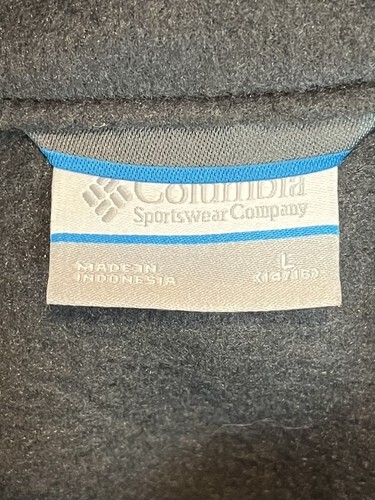 Columbia
Sportswear Company
MADE IN
INDONESIA
L
(14/16)